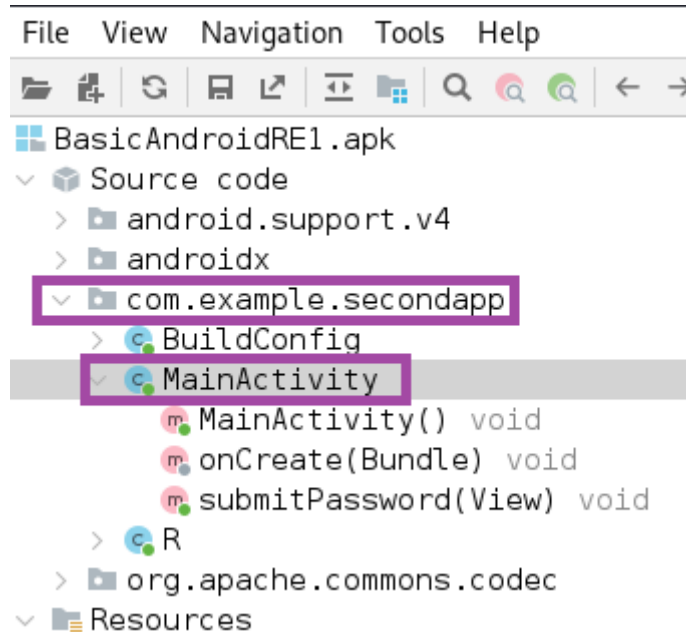 File View Navigation Tools Help
BasicAndroidRE1.apk
Source code
android.support.v4
androidx
com.example.secondapp
BuildConfig
MainActivity
MainActivity() void
onCreate(Bundle) void
submitPassword(View) void
R
org.apache.commons.codec
Resources